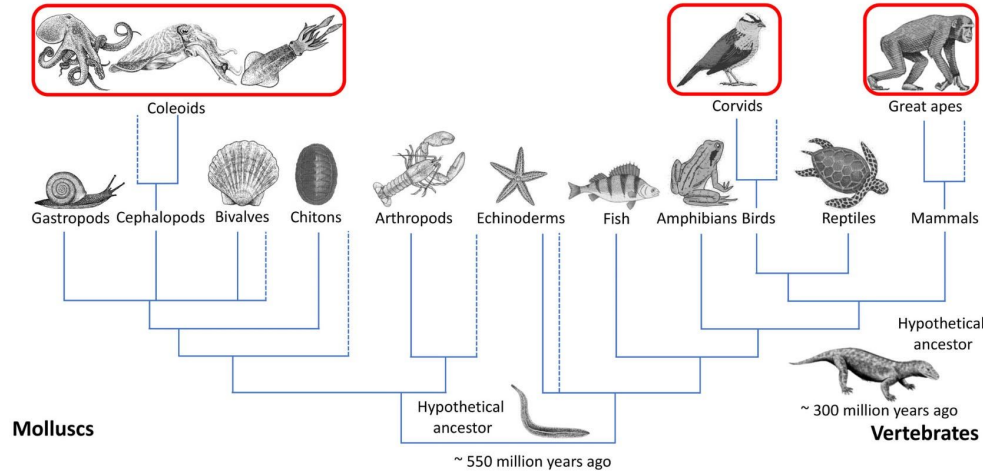 Coleoids
Corvids
Great apes
Gastropods
Cephalopods
Bivalves
Chitons
Arthropods
Echinoderms
Fish
Amphibians
Birds
Reptiles
Mammals
Hypothetical
ancestor
~ 300 million years ago
Hypothetical
ancestor
Molluscs
Vertebrates
~ 550 million years ago